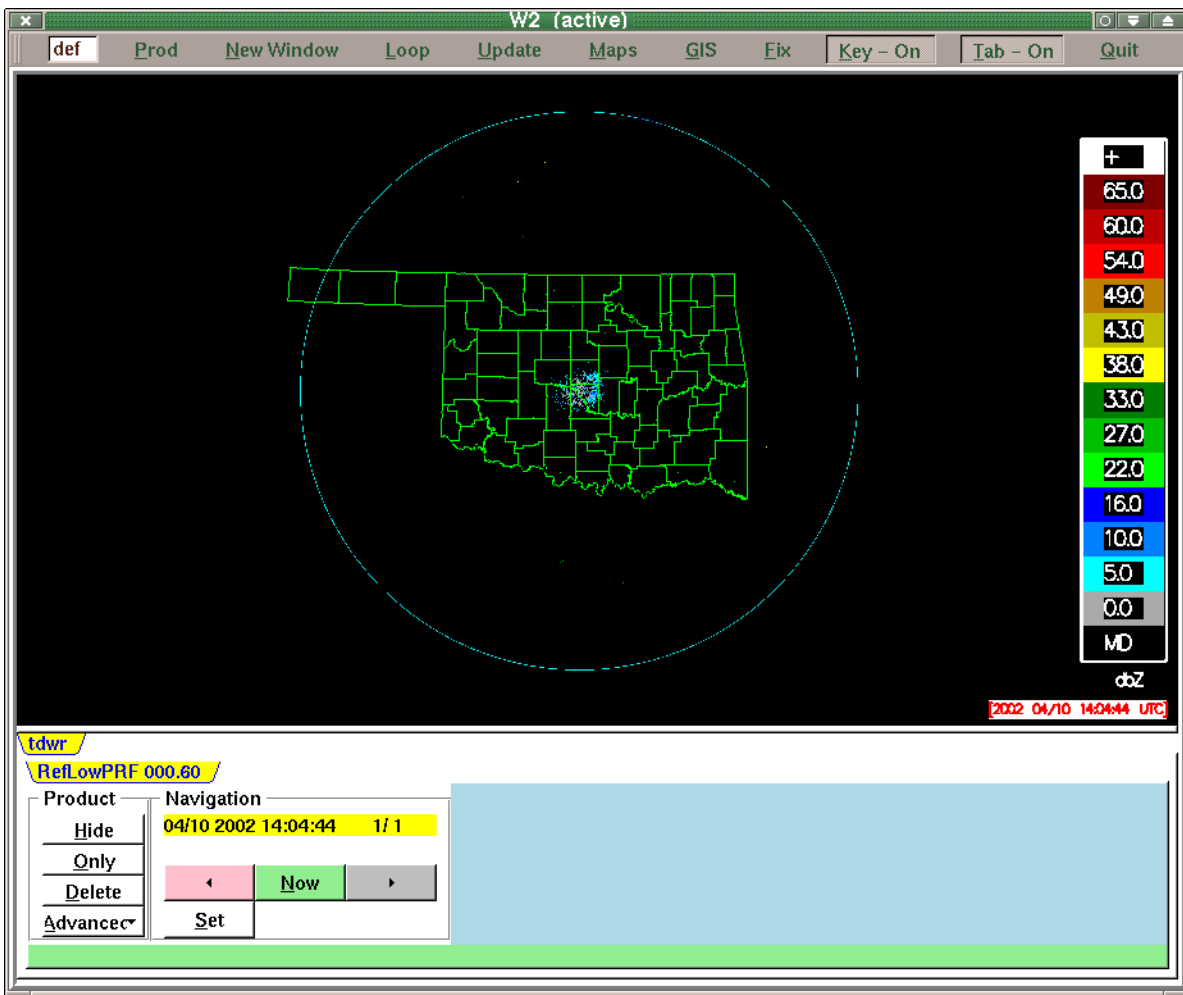 W2 (active)
def Prod New Window Loop Update Maps GIS Fix Key – On Tab – On Quit
+
65.0
60.0
54.0
49.0
43.0
38.0
33.0
27.0
22.0
16.0
10.0
5.0
0.0
MD
dbZ
[2002 04/10 14:04:44 UTC]
tdwr
RefLowPRF 000.60
Product Navigation
Hide 04/10 2002 14:04:44 1/ 1
Only
Delete Now
Advancec Set